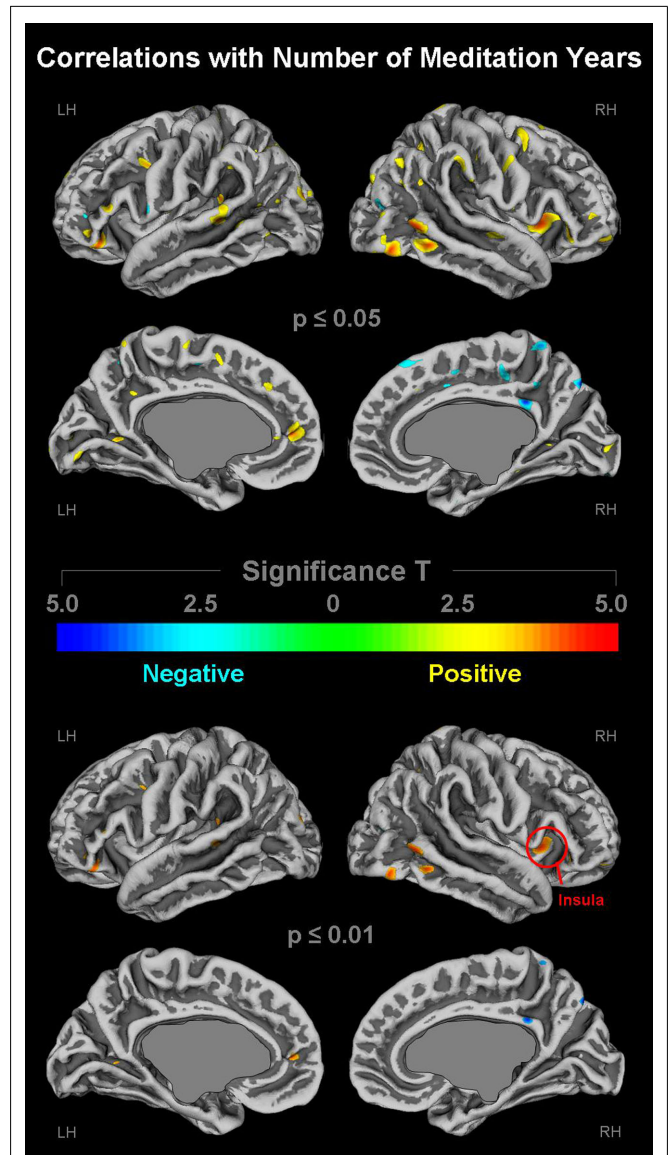 Correlations with Number of Meditation Years
LH RH
p ≤ 0.05
LH RH
Significance T
5.0 2.5 0 2.5 5.0
Negative Positive
LH RH
Insula
p ≤ 0.01
LH RH